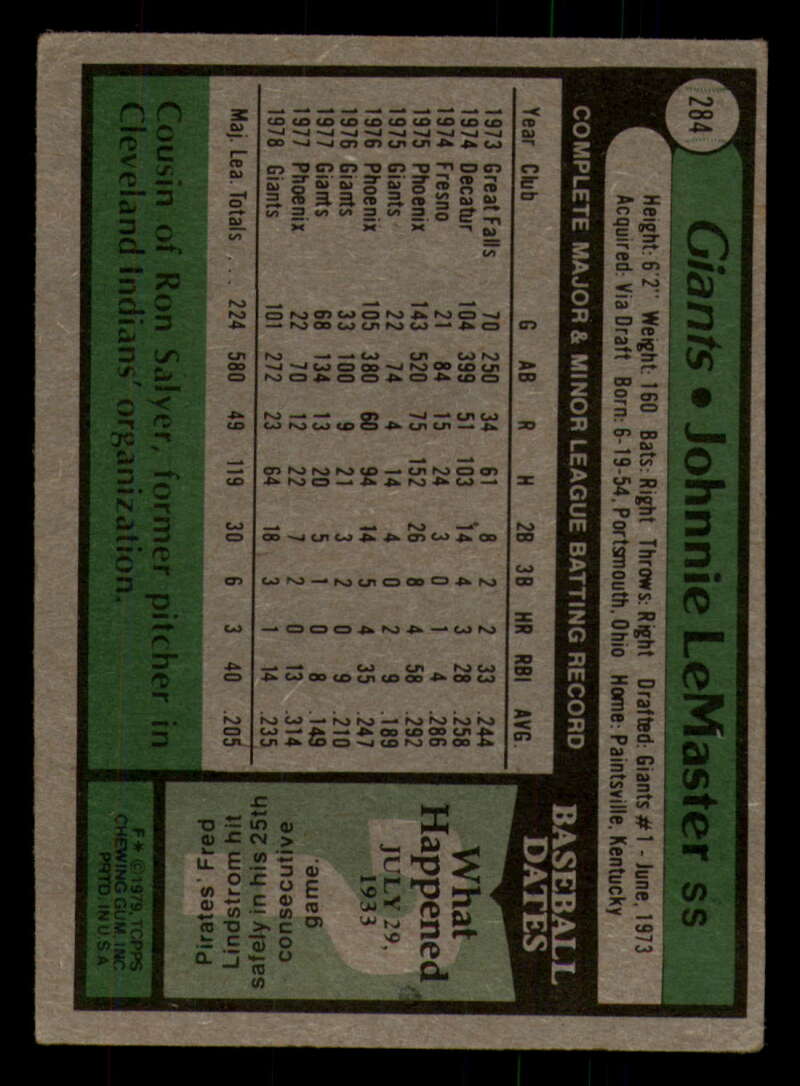 284
Giants • Johnnie LeMaster ss
Height: 6'2" Weight: 160 Bats: Right Throws: Right Drafted: Giants #1 - June, 1973
Acquired: Via Draft Born: 6-19-54, Portsmouth, Ohio Home: Paintsville, Kentucky
COMPLETE MAJOR & MINOR LEAGUE BATTING RECORD
Year Club G AB R H 2B 3B HR RBI AVG.
1973 Great Falls 70 250 34 61 8 2 2 33 .244
1974 Decatur 104 399 51 103 14 4 3 28 .258
1974 Fresno 21 84 15 24 3 0 1 4 .286
1975 Phoenix 143 520 75 152 26 8 4 58 .292
1975 Giants 22 74 4 14 4 0 2 9 .189
1976 Phoenix 105 380 60 94 14 5 4 35 .247
1976 Giants 33 100 9 21 3 2 0 9 .210
1977 Giants 68 134 13 20 5 1 0 8 .149
1977 Phoenix 22 70 12 22 7 2 0 13 .314
1978 Giants 101 272 23 64 18 3 1 14 .235
Maj. Lea. Totals . . . 224 580 49 119 30 6 3 40 .205
Cousin of Ron Salyer, former pitcher in
Cleveland Indians' organization.
BASEBALL
DATES
What
Happened
JULY 29,
1933
?
Pirates' Fred
Lindstrom hit
safely in his 25th
consecutive
game.
F * © 1979, TOPPS
CHEWING GUM, INC.
PRTD. IN U S A